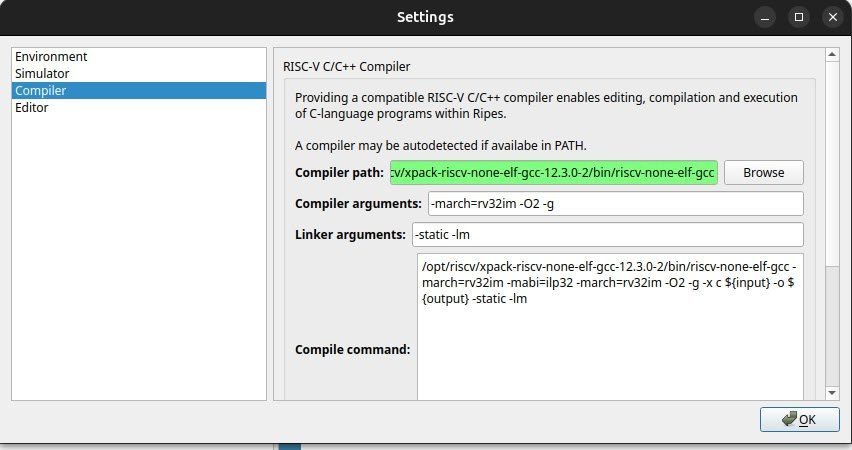 Settings
Environment
Simulator
Compiler
Editor
RISC-V C/C++ Compiler
Providing a compatible RISC-V C/C++ compiler enables editing, compilation and execution
of C-language programs within Ripes.
A compiler may be autodetected if availabe in PATH.
Compiler path: :v/xpack-riscv-none-elf-gcc-12.3.0-2/bin/riscv-none-elf-gcc Browse
Compiler arguments: -march=rv32im -O2 -g
Linker arguments: -static -lm
/opt/riscv/xpack-riscv-none-elf-gcc-12.3.0-2/bin/riscv-none-elf-gcc -
march=rv32im -mabi=ilp32 -march=rv32im -O2 -g -x c ${input} -o $
{output} -static -lm
Compile command:
OK